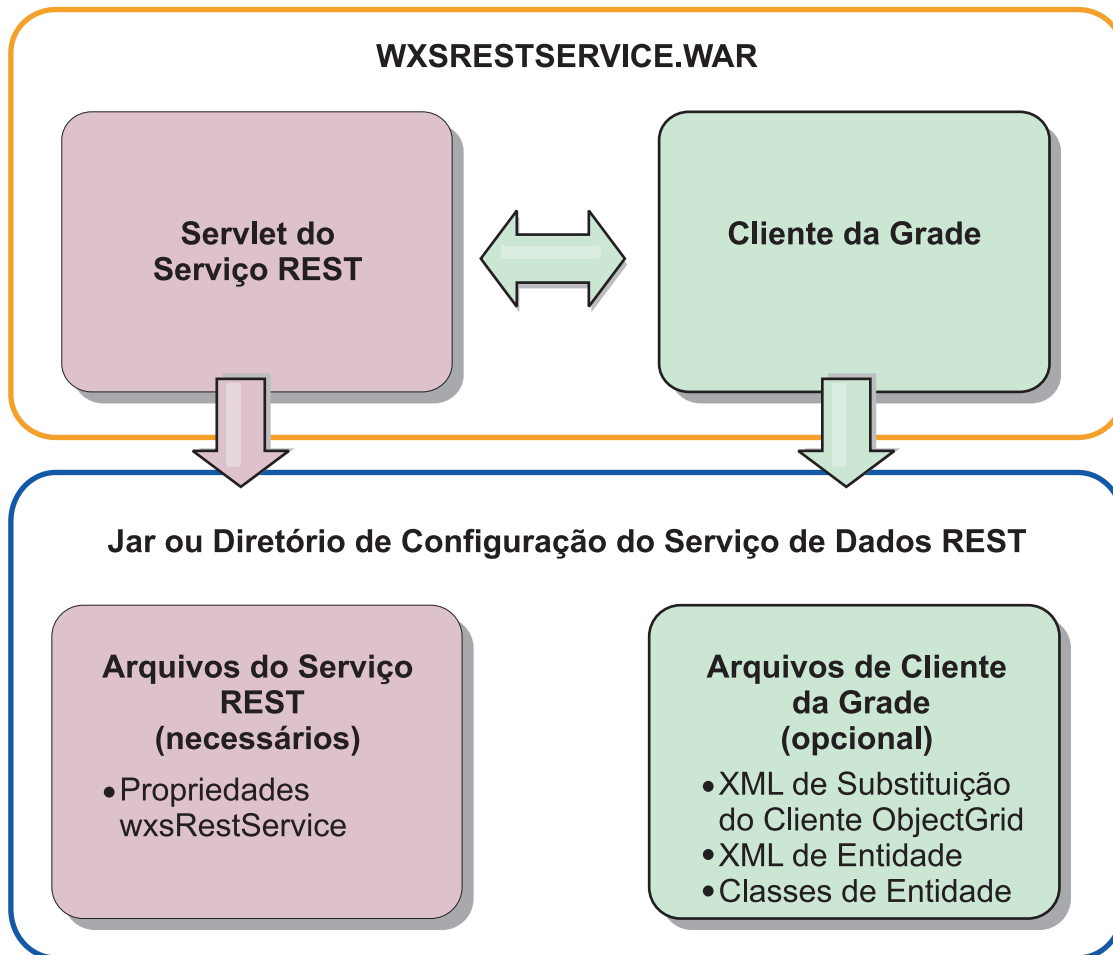 WXSRESTSERVICE.WAR
Servlet do
Serviço REST
Cliente da Grade
Jar ou Diretório de Configuração do Serviço de Dados REST
Arquivos do Serviço
REST
(necessários)
• Propriedades
wxsRestService
Arquivos de Cliente
da Grade
(opcional)
• XML de Substituição
do Cliente ObjectGrid
• XML de Entidade
• Classes de Entidade